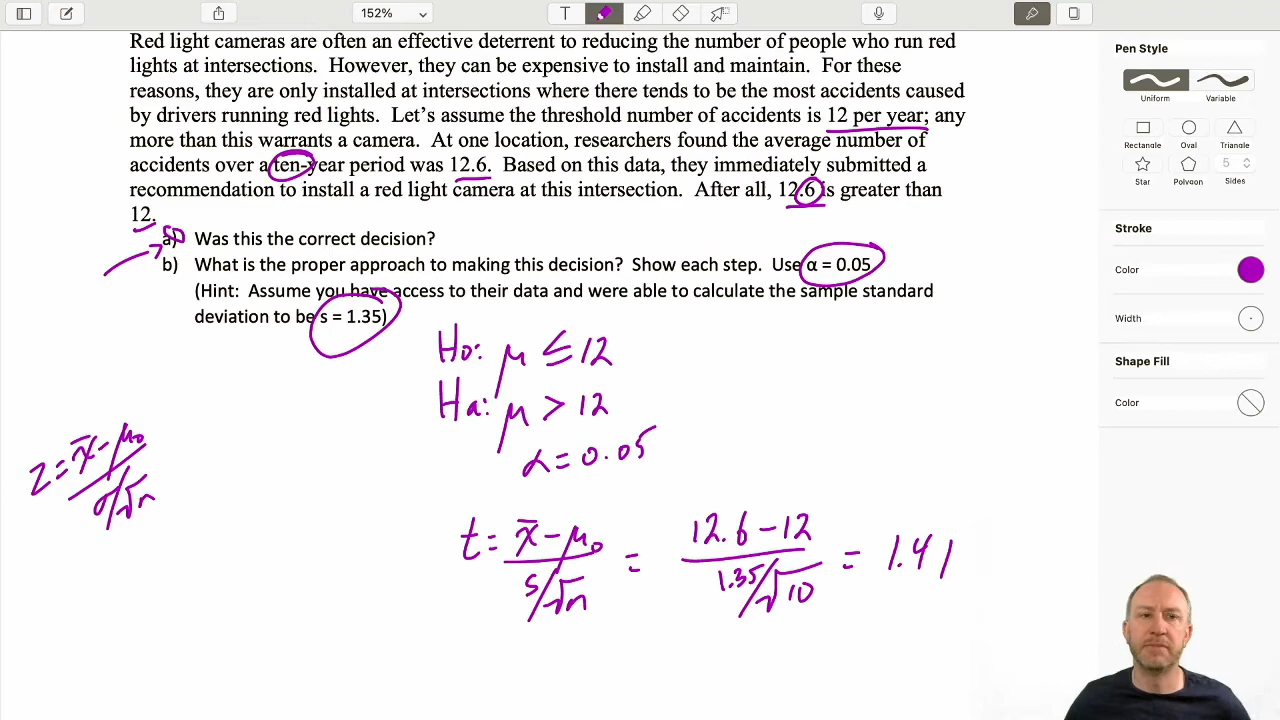 152%
T
Red light cameras are often an effective deterrent to reducing the number of people who run red
lights at intersections. However, they can be expensive to install and maintain. For these
reasons, they are only installed at intersections where there tends to be the most accidents caused
by drivers running red lights. Let's assume the threshold number of accidents is 12 per year; any
more than this warrants a camera. At one location, researchers found the average number of
accidents over a ten-year period was 12.6. Based on this data, they immediately submitted a
recommendation to install a red light camera at this intersection. After all, 12.6 is greater than
12.
a) Was this the correct decision?
b) What is the proper approach to making this decision? Show each step. Use α = 0.05
(Hint: Assume you have access to their data and were able to calculate the sample standard
deviation to be s = 1.35)
H₀: μ ≤ 12
Ha: μ > 12
α = 0.05
z = x̄ - μ₀ / σ/√n
t = x̄ - μ₀ / s/√n = 12.6 - 12 / 1.35/√10 = 1.41
Pen Style
Uniform Variable
Rectangle Oval Triangle
Star Polygon 5 Sides
Stroke
Color
Width
Shape Fill
Color